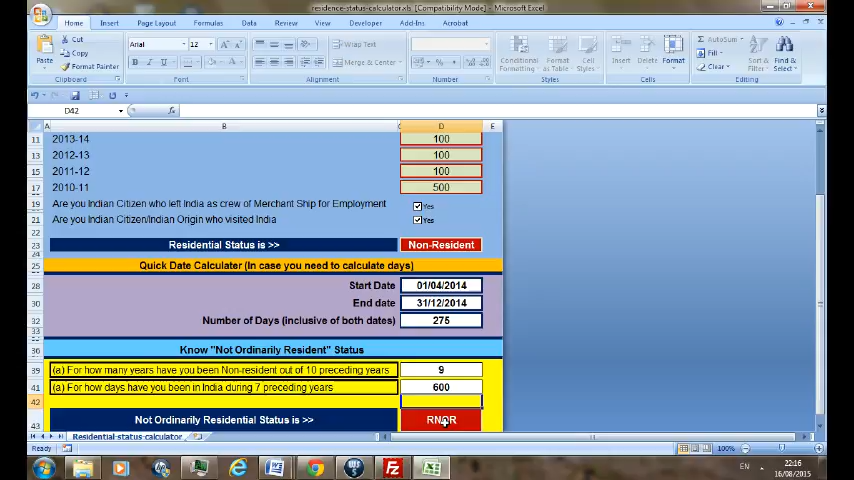 residence-status-calculator.xls [Compatibility Mode] - Microsoft Excel
Home Insert Page Layout Formulas Data Review View Developer Add-Ins Acrobat
Cut
Copy
Format Painter
Paste
Arial 12
Wrap Text
Merge & Center
Conditional Formatting
Format as Table
Cell Styles
Insert Delete Format
AutoSum
Fill
Clear
Sort & Filter
Find & Select
Clipboard Font Alignment Number Styles Cells Editing
D42 fx
A B C D E
11 2013-14 100
13 2012-13 100
15 2011-12 100
17 2010-11 500
19 Are you Indian Citizen who left India as crew of Merchant Ship for Employment Yes
21 Are you Indian Citizen/Indian Origin who visited India Yes
22
23 Residential Status is >> Non-Resident
24
25 Quick Date Calculater (In case you need to calculate days)
28 Start Date 01/04/2014
30 End date 31/12/2014
32 Number of Days (inclusive of both dates) 275
33
36 Know "Not Ordinarily Resident" Status
39 (a) For how many years have you been Non-resident out of 10 preceding years 9
41 (a) For how days have you been in India during 7 preceding years 600
42
43 Not Ordinarily Residential Status is >> RNOR
Residential-status-calculator
Ready 100%
EN 22:16
16/08/2015